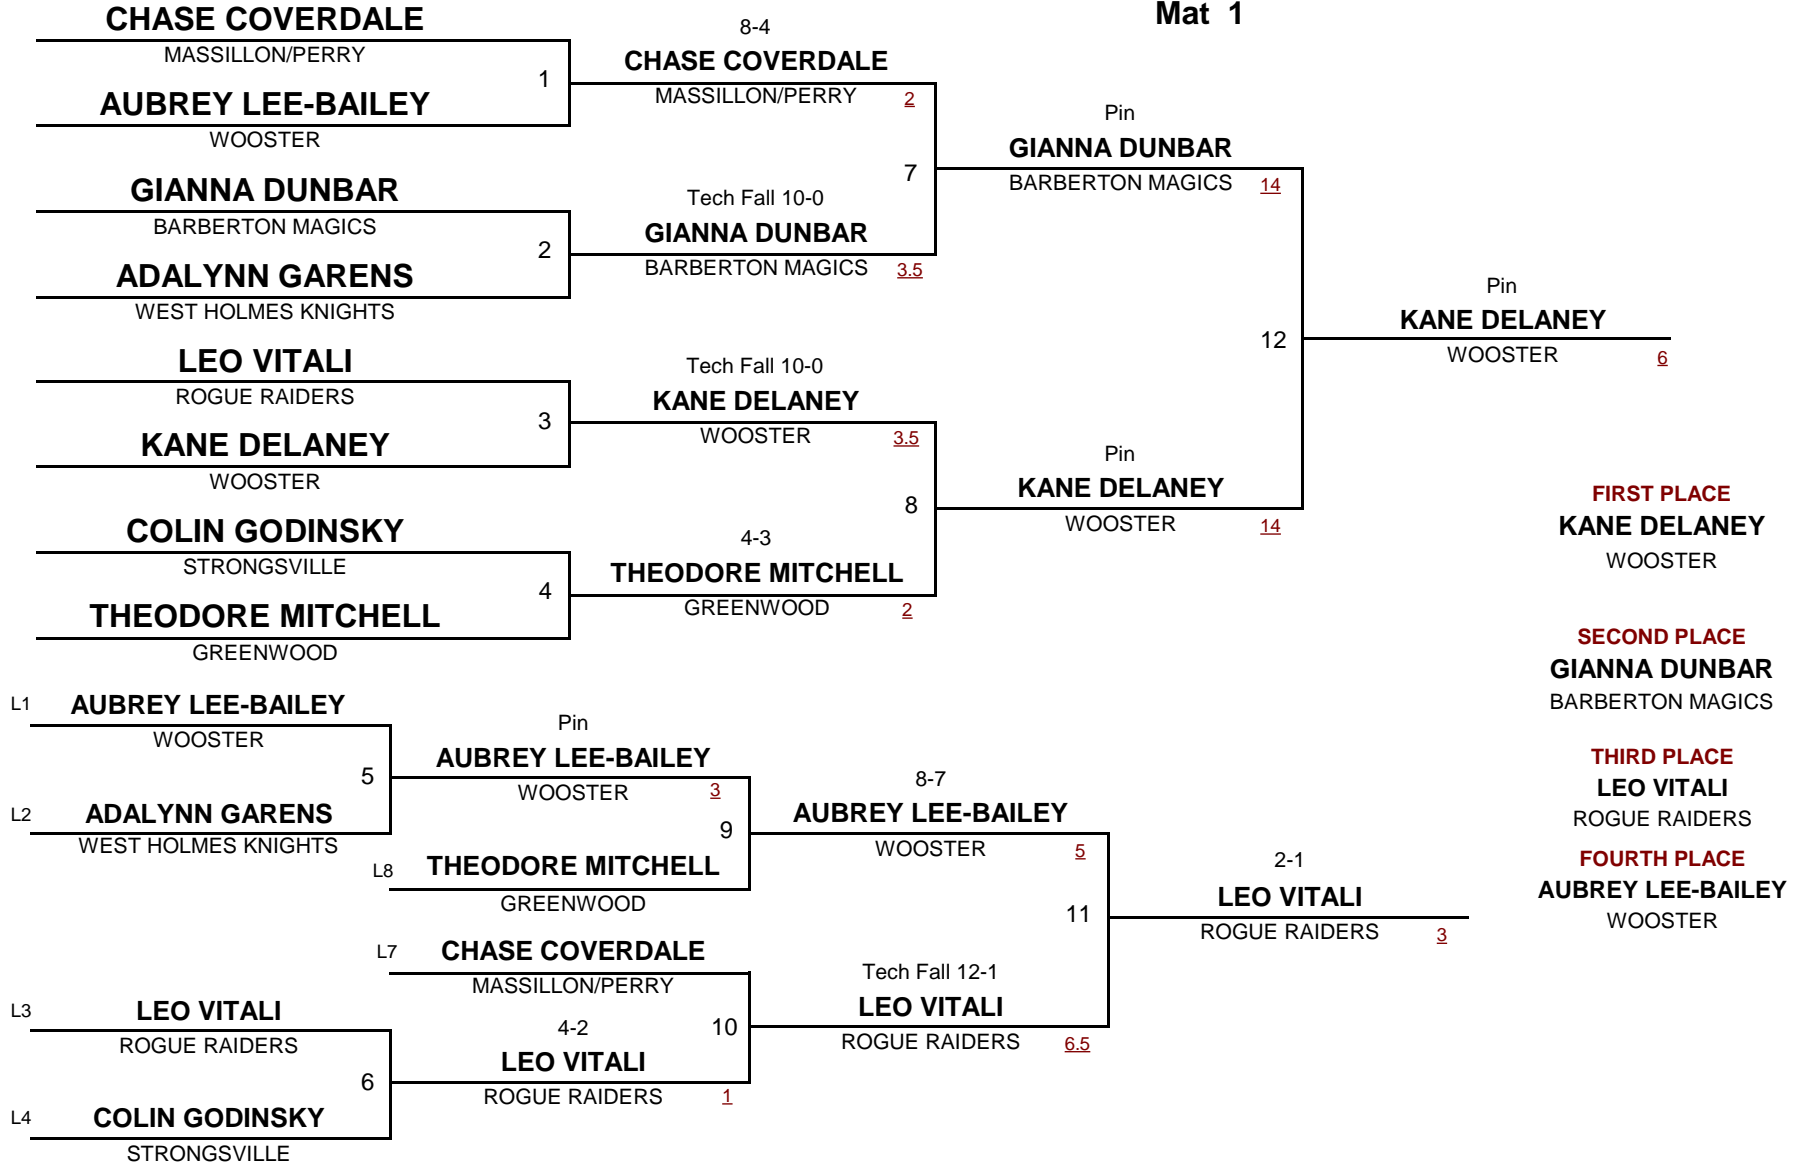 Mat 1
CHASE COVERDALE
MASSILLON/PERRY
1
AUBREY LEE-BAILEY
WOOSTER
GIANNA DUNBAR
BARBERTON MAGICS
2
ADALYNN GARENS
WEST HOLMES KNIGHTS
LEO VITALI
ROGUE RAIDERS
3
KANE DELANEY
WOOSTER
COLIN GODINSKY
STRONGSVILLE
4
THEODORE MITCHELL
GREENWOOD
8-4
CHASE COVERDALE
MASSILLON/PERRY 2
7
Tech Fall 10-0
GIANNA DUNBAR
BARBERTON MAGICS 3.5
Tech Fall 10-0
KANE DELANEY
WOOSTER 3.5
8
4-3
THEODORE MITCHELL
GREENWOOD 2
Pin
GIANNA DUNBAR
BARBERTON MAGICS 14
12
Pin
KANE DELANEY
WOOSTER 14
Pin
KANE DELANEY
WOOSTER 6
L1 AUBREY LEE-BAILEY
WOOSTER
5
L2 ADALYNN GARENS
WEST HOLMES KNIGHTS
Pin
AUBREY LEE-BAILEY
WOOSTER 3
9
L8 THEODORE MITCHELL
GREENWOOD
L7 CHASE COVERDALE
MASSILLON/PERRY
10
L3 LEO VITALI
ROGUE RAIDERS
6
L4 COLIN GODINSKY
STRONGSVILLE
4-2
LEO VITALI
ROGUE RAIDERS 1
8-7
AUBREY LEE-BAILEY
WOOSTER 5
11
Tech Fall 12-1
LEO VITALI
ROGUE RAIDERS 6.5
2-1
LEO VITALI
ROGUE RAIDERS 3
FIRST PLACE
KANE DELANEY
WOOSTER
SECOND PLACE
GIANNA DUNBAR
BARBERTON MAGICS
THIRD PLACE
LEO VITALI
ROGUE RAIDERS
FOURTH PLACE
AUBREY LEE-BAILEY
WOOSTER